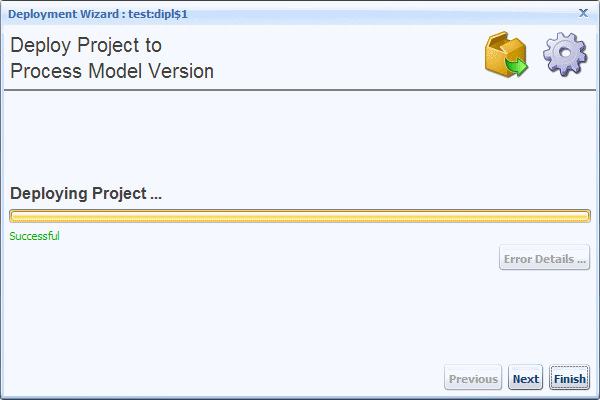 Deployment Wizard : test:dipl$1
Deploy Project to
Process Model Version
Deploying Project ...
Successful
Error Details ...
Previous
Next
Finish